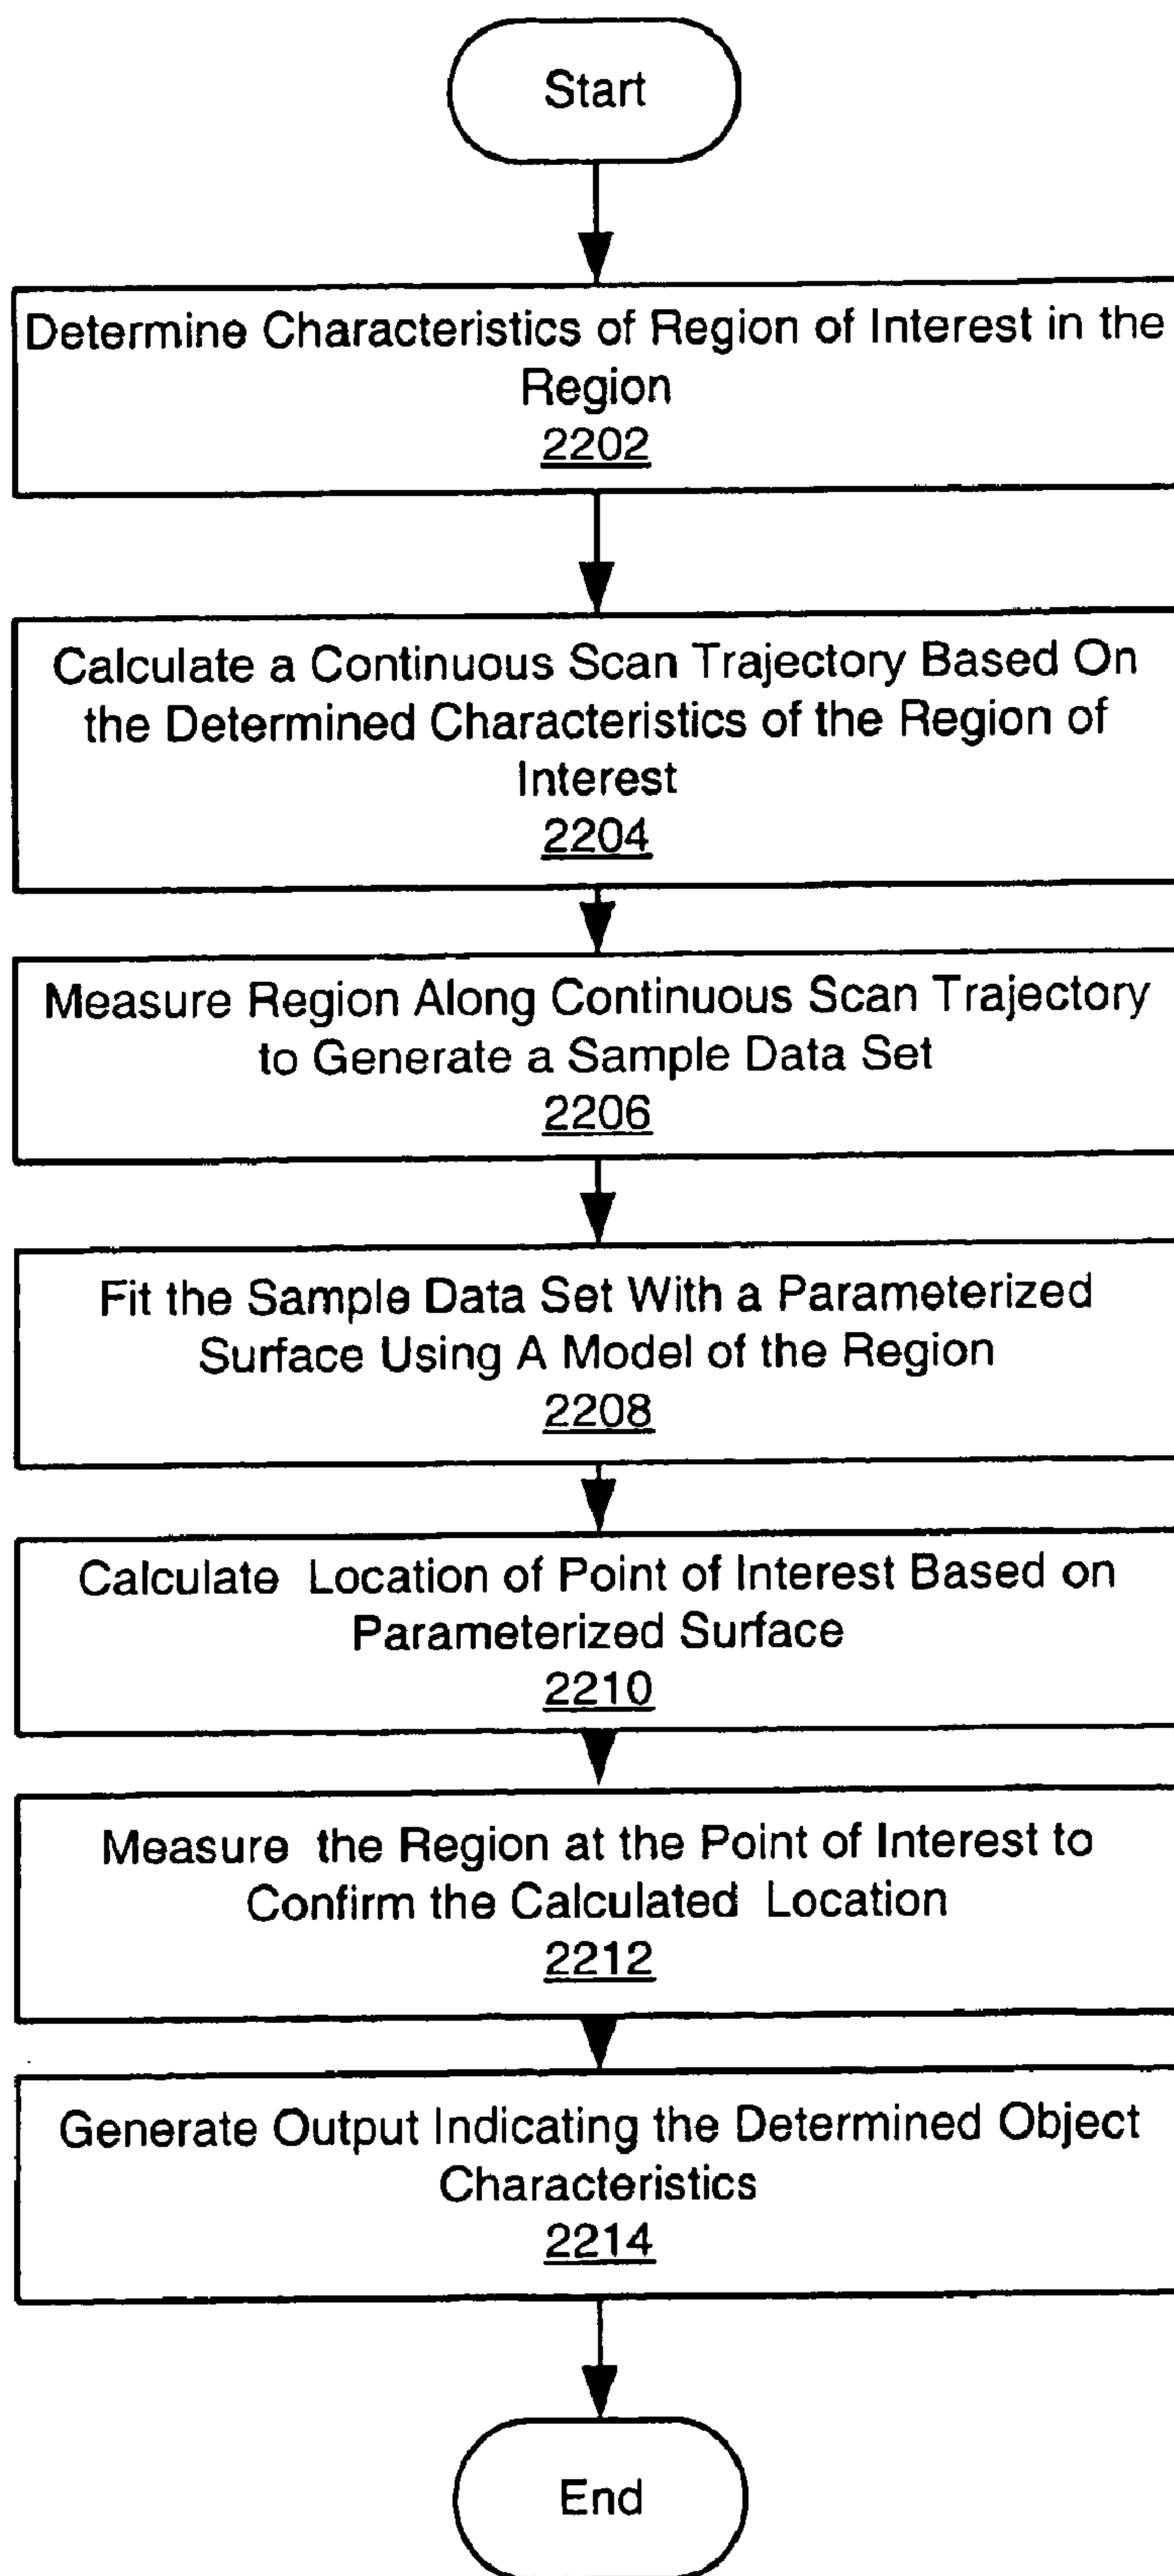 Start
Determine Characteristics of Region of Interest in the
Region
2202
Calculate a Continuous Scan Trajectory Based On
the Determined Characteristics of the Region of
Interest
2204
Measure Region Along Continuous Scan Trajectory
to Generate a Sample Data Set
2206
Fit the Sample Data Set With a Parameterized
Surface Using A Model of the Region
2208
Calculate Location of Point of Interest Based on
Parameterized Surface
2210
Measure the Region at the Point of Interest to
Confirm the Calculated Location
2212
Generate Output Indicating the Determined Object
Characteristics
2214
End